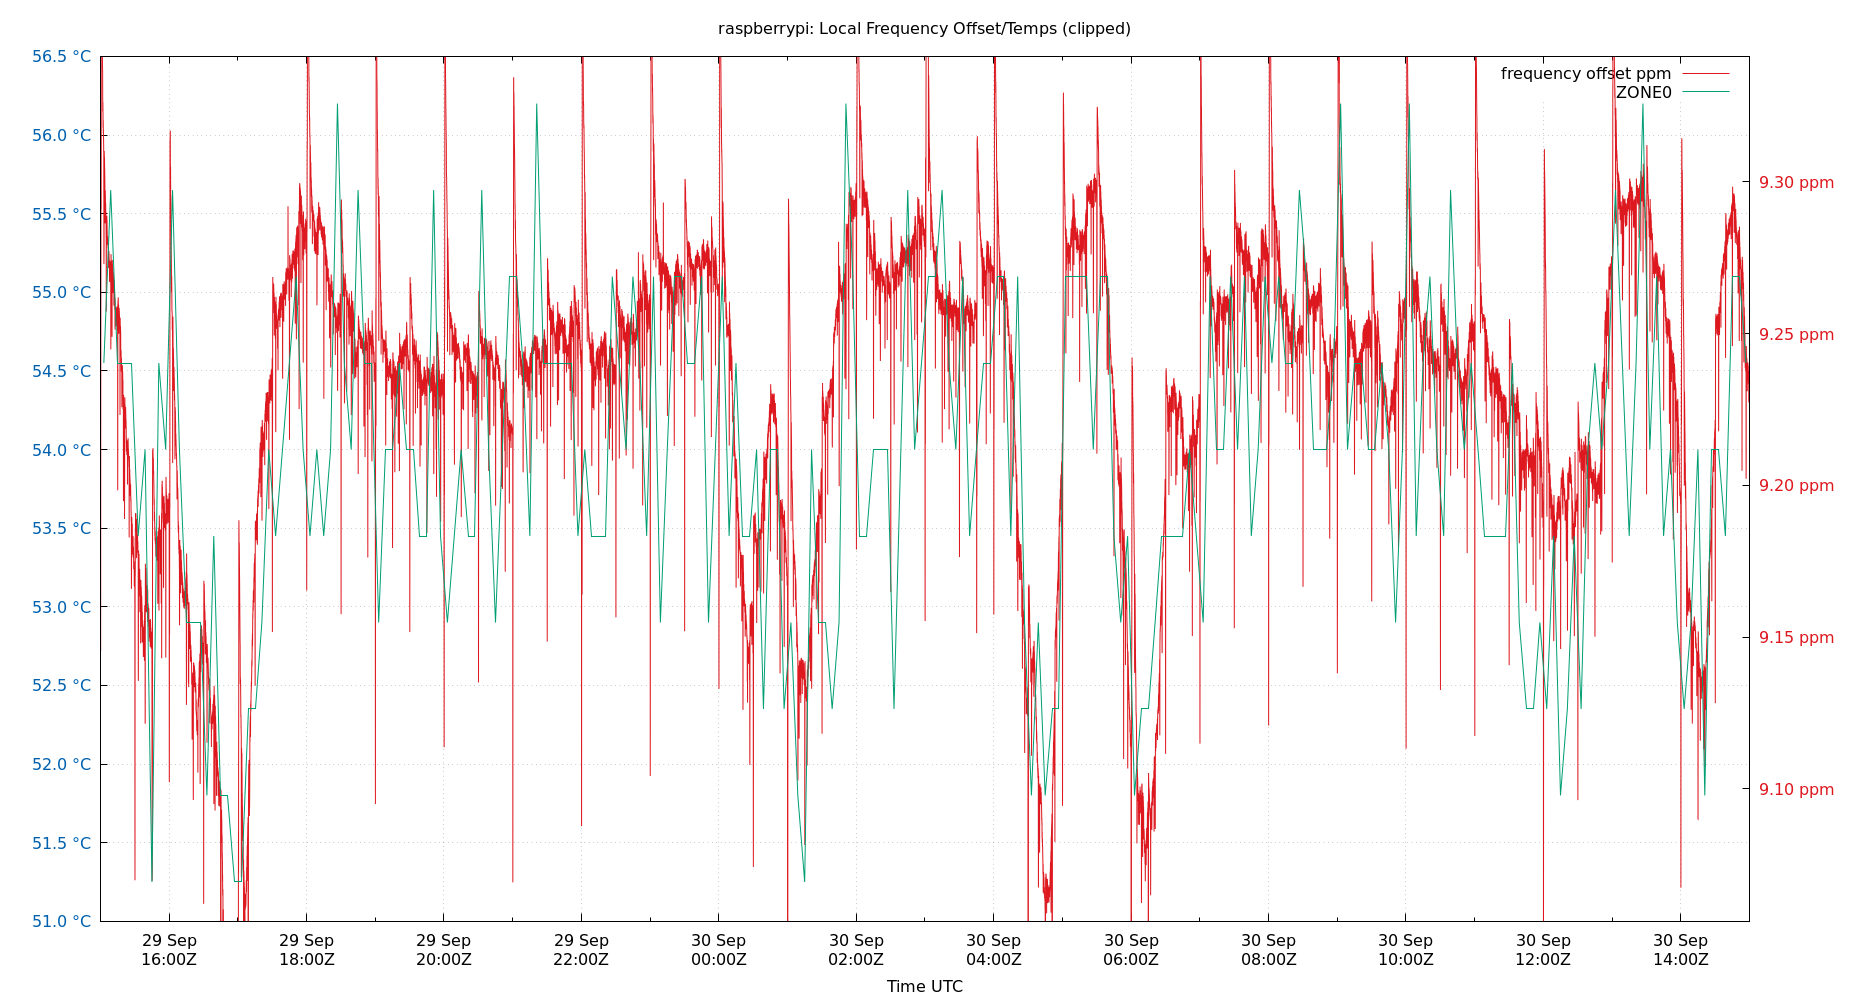 raspberrypi: Local Frequency Offset/Temps (clipped)
frequency offset ppm
ZONE0
56.5 °C
56.0 °C
55.5 °C
55.0 °C
54.5 °C
54.0 °C
53.5 °C
53.0 °C
52.5 °C
52.0 °C
51.5 °C
51.0 °C
9.30 ppm
9.25 ppm
9.20 ppm
9.15 ppm
9.10 ppm
29 Sep 29 Sep 29 Sep 29 Sep 30 Sep 30 Sep 30 Sep 30 Sep 30 Sep 30 Sep 30 Sep 30 Sep
16:00Z 18:00Z 20:00Z 22:00Z 00:00Z 02:00Z 04:00Z 06:00Z 08:00Z 10:00Z 12:00Z 14:00Z
Time UTC